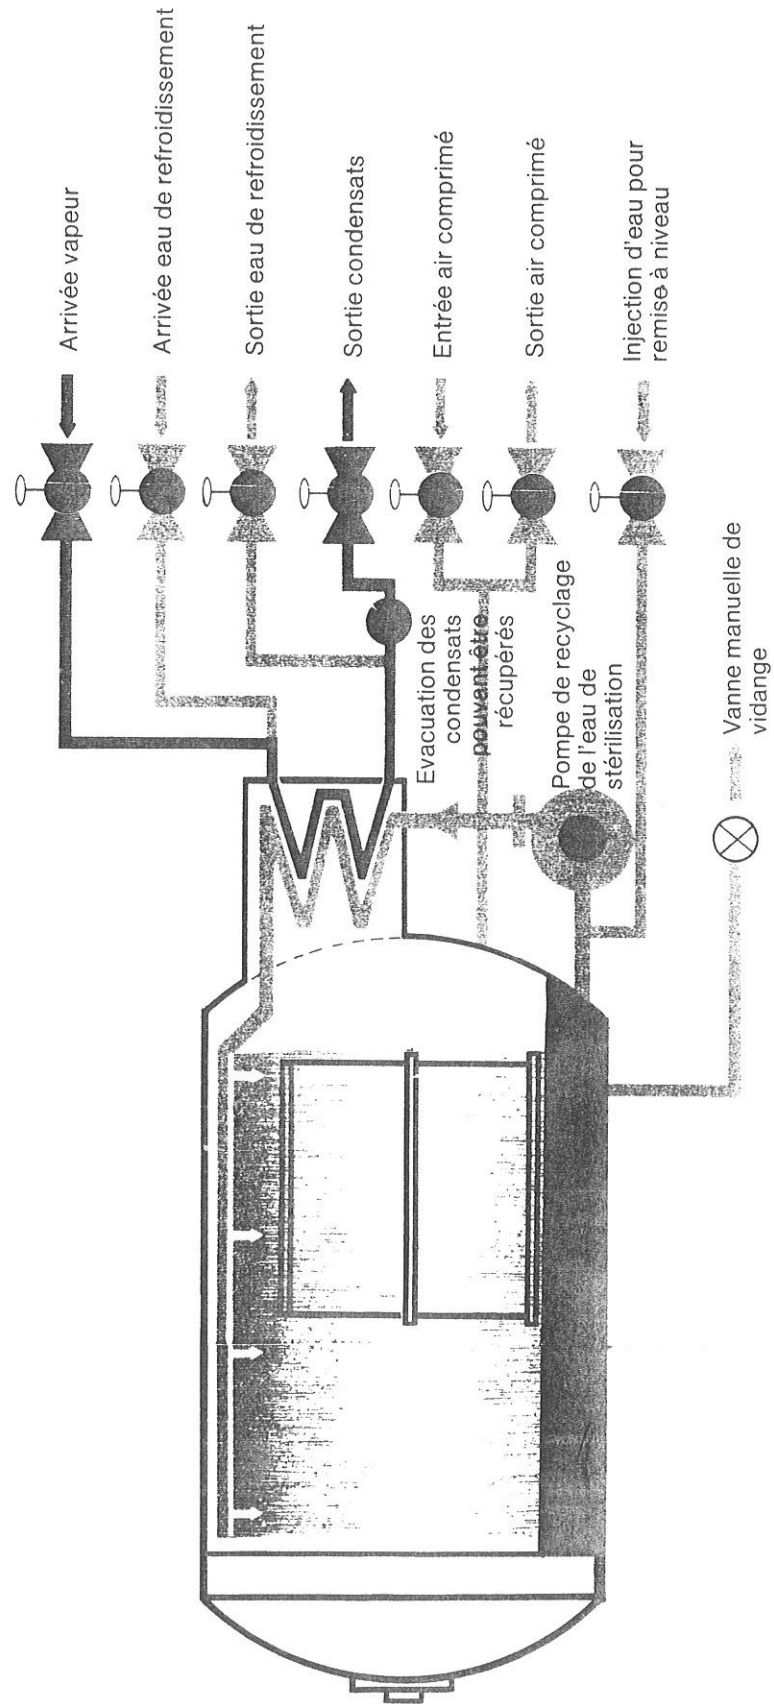 Arrivée vapeur
Arrivée eau de refroidissement
Sortie eau de refroidissement
Sortie condensats
Entrée air comprimé
Sortie air comprimé
Injection d'eau pour
remise à niveau
Evacuation des
condensats
pouvant être
récupérés
Pompe de recyclage
de l'eau de
stérilisation
Vanne manuelle de
vidange